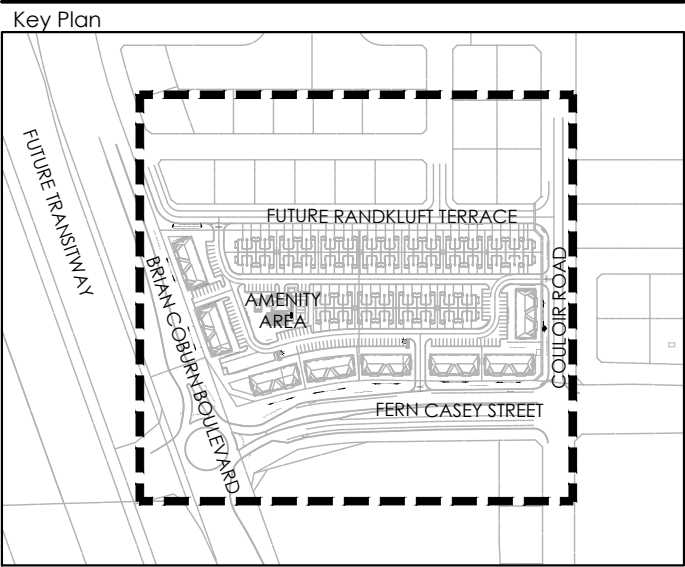 Key Plan
FUTURE TRANSITWAY
FUTURE RANDKLUFT TERRACE
BRIAN COBURN BOULEVARD
AMENITY
AREA
COULOIR ROAD
FERN CASEY STREET